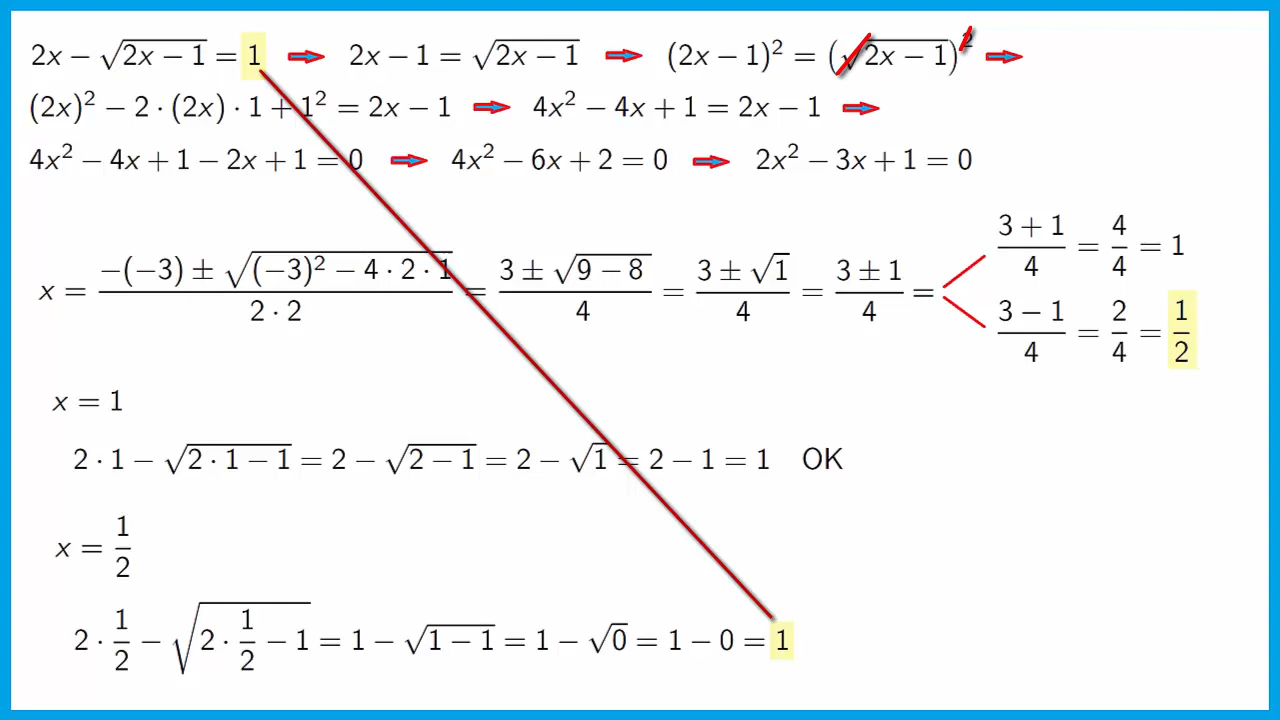 2x − √(2x − 1) = 1 ⇒ 2x − 1 = √(2x − 1) ⇒ (2x − 1)² = (√(2x − 1))² ⇒
(2x)² − 2 · (2x) · 1 + 1² = 2x − 1 ⇒ 4x² − 4x + 1 = 2x − 1 ⇒
4x² − 4x + 1 − 2x + 1 = 0 ⇒ 4x² − 6x + 2 = 0 ⇒ 2x² − 3x + 1 = 0
x = (−(−3) ± √((−3)² − 4 · 2 · 1))/(2 · 2) = (3 ± √(9 − 8))/4 = (3 ± √1)/4 = (3 ± 1)/4 =
(3 + 1)/4 = 4/4 = 1
(3 − 1)/4 = 2/4 = 1/2
x = 1
2 · 1 − √(2 · 1 − 1) = 2 − √(2 − 1) = 2 − √1 = 2 − 1 = 1 OK
x = 1/2
2 · 1/2 − √(2 · 1/2 − 1) = 1 − √(1 − 1) = 1 − √0 = 1 − 0 = 1